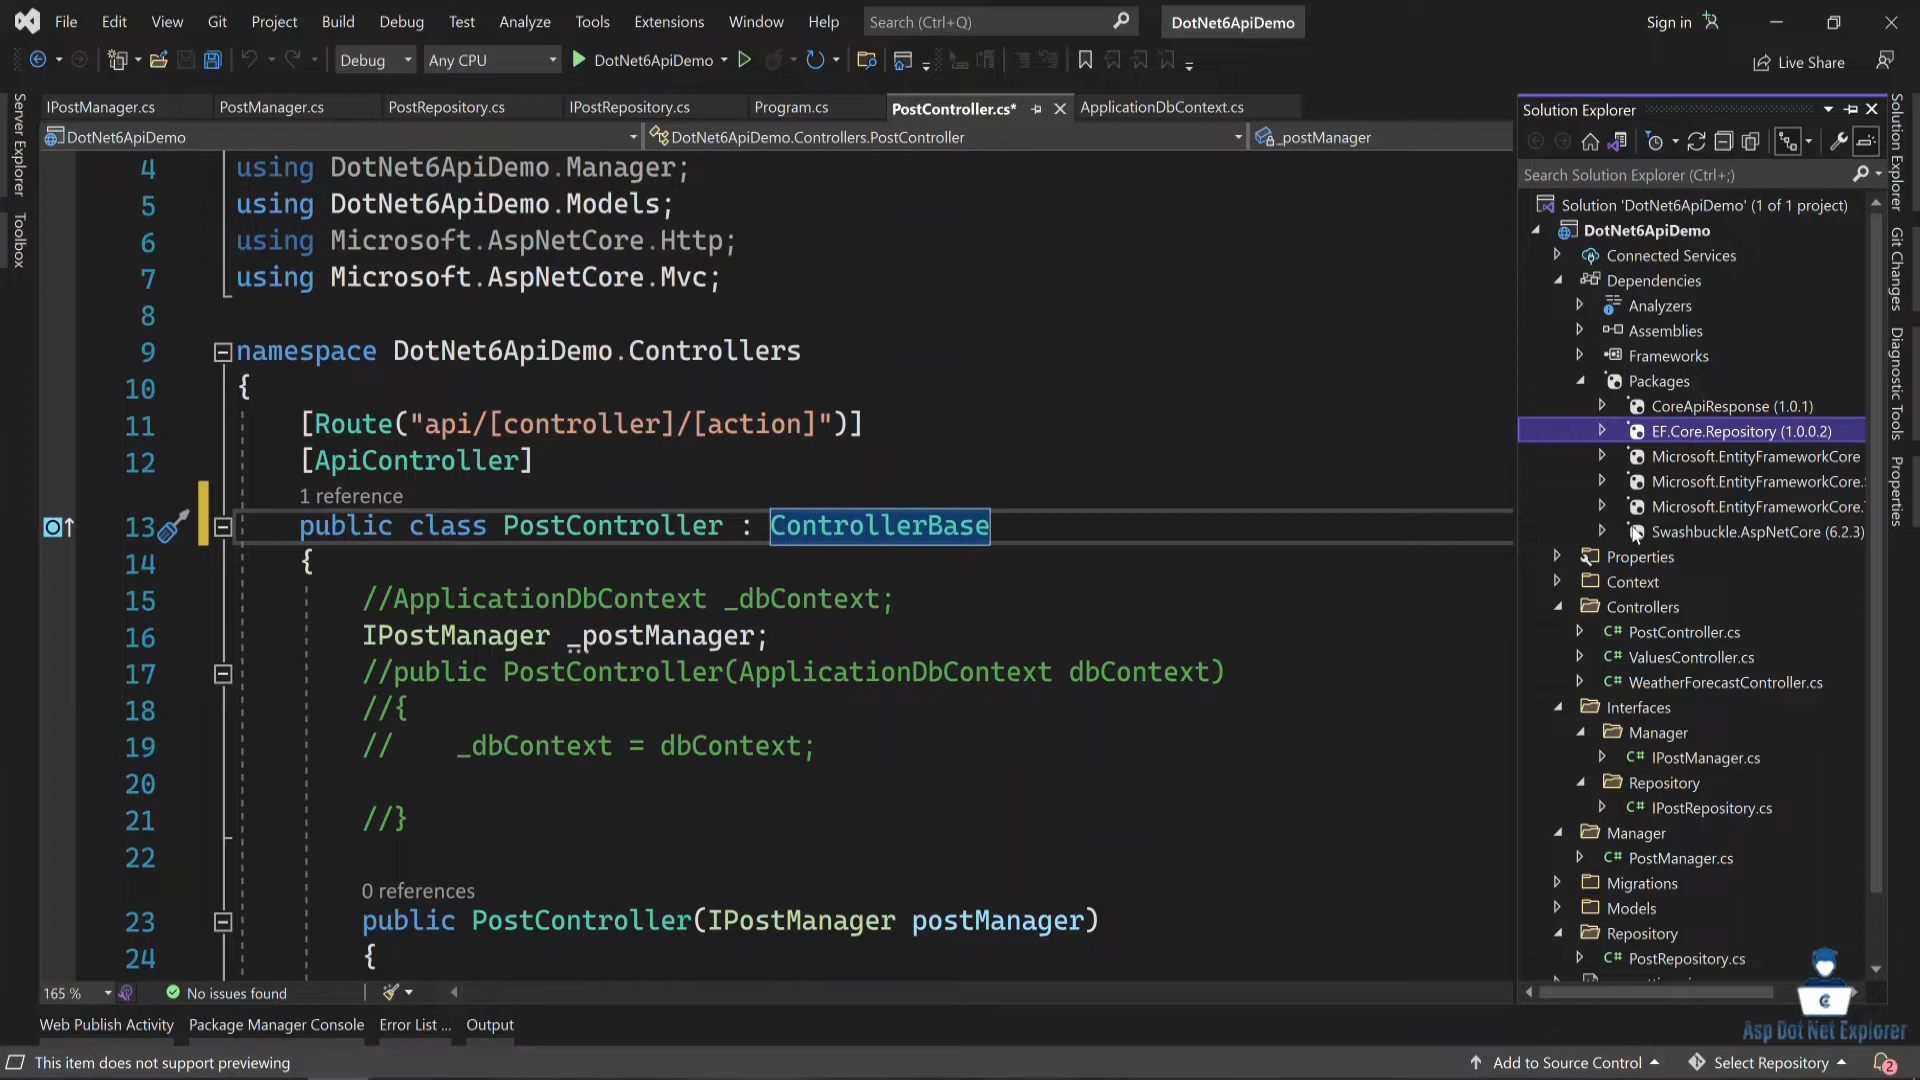 File Edit View Git Project Build Debug Test Analyze Tools Extensions Window Help Search (Ctrl+Q) DotNet6ApiDemo Sign in
Debug Any CPU DotNet6ApiDemo Live Share
IPostManager.cs PostManager.cs PostRepository.cs IPostRepository.cs Program.cs PostController.cs* ApplicationDbContext.cs
DotNet6ApiDemo DotNet6ApiDemo.Controllers.PostController _postManager
Server Explorer
Toolbox
4 using DotNet6ApiDemo.Manager;
5 using DotNet6ApiDemo.Models;
6 using Microsoft.AspNetCore.Http;
7 using Microsoft.AspNetCore.Mvc;
8
9 namespace DotNet6ApiDemo.Controllers
10 {
11 [Route("api/[controller]/[action]")]
12 [ApiController]
1 reference
13 public class PostController : ControllerBase
14 {
15 //ApplicationDbContext _dbContext;
16 IPostManager _postManager;
17 //public PostController(ApplicationDbContext dbContext)
18 //{
19 // _dbContext = dbContext;
20
21 //}
22
0 references
23 public PostController(IPostManager postManager)
24 {
165 % No issues found
Solution Explorer
Search Solution Explorer (Ctrl+;)
Solution 'DotNet6ApiDemo' (1 of 1 project)
DotNet6ApiDemo
Connected Services
Dependencies
Analyzers
Assemblies
Frameworks
Packages
CoreApiResponse (1.0.1)
EF.Core.Repository (1.0.0.2)
Microsoft.EntityFrameworkCore
Microsoft.EntityFrameworkCore.
Microsoft.EntityFrameworkCore.
Swashbuckle.AspNetCore (6.2.3)
Properties
Context
Controllers
C# PostController.cs
C# ValuesController.cs
C# WeatherForecastController.cs
Interfaces
Manager
C# IPostManager.cs
Repository
C# IPostRepository.cs
Manager
C# PostManager.cs
Migrations
Models
Repository
C# PostRepository.cs
Solution Explorer
Git Changes
Diagnostic Tools
Properties
Asp Dot Net Explorer
Web Publish Activity Package Manager Console Error List ... Output
This item does not support previewing Add to Source Control Select Repository 2